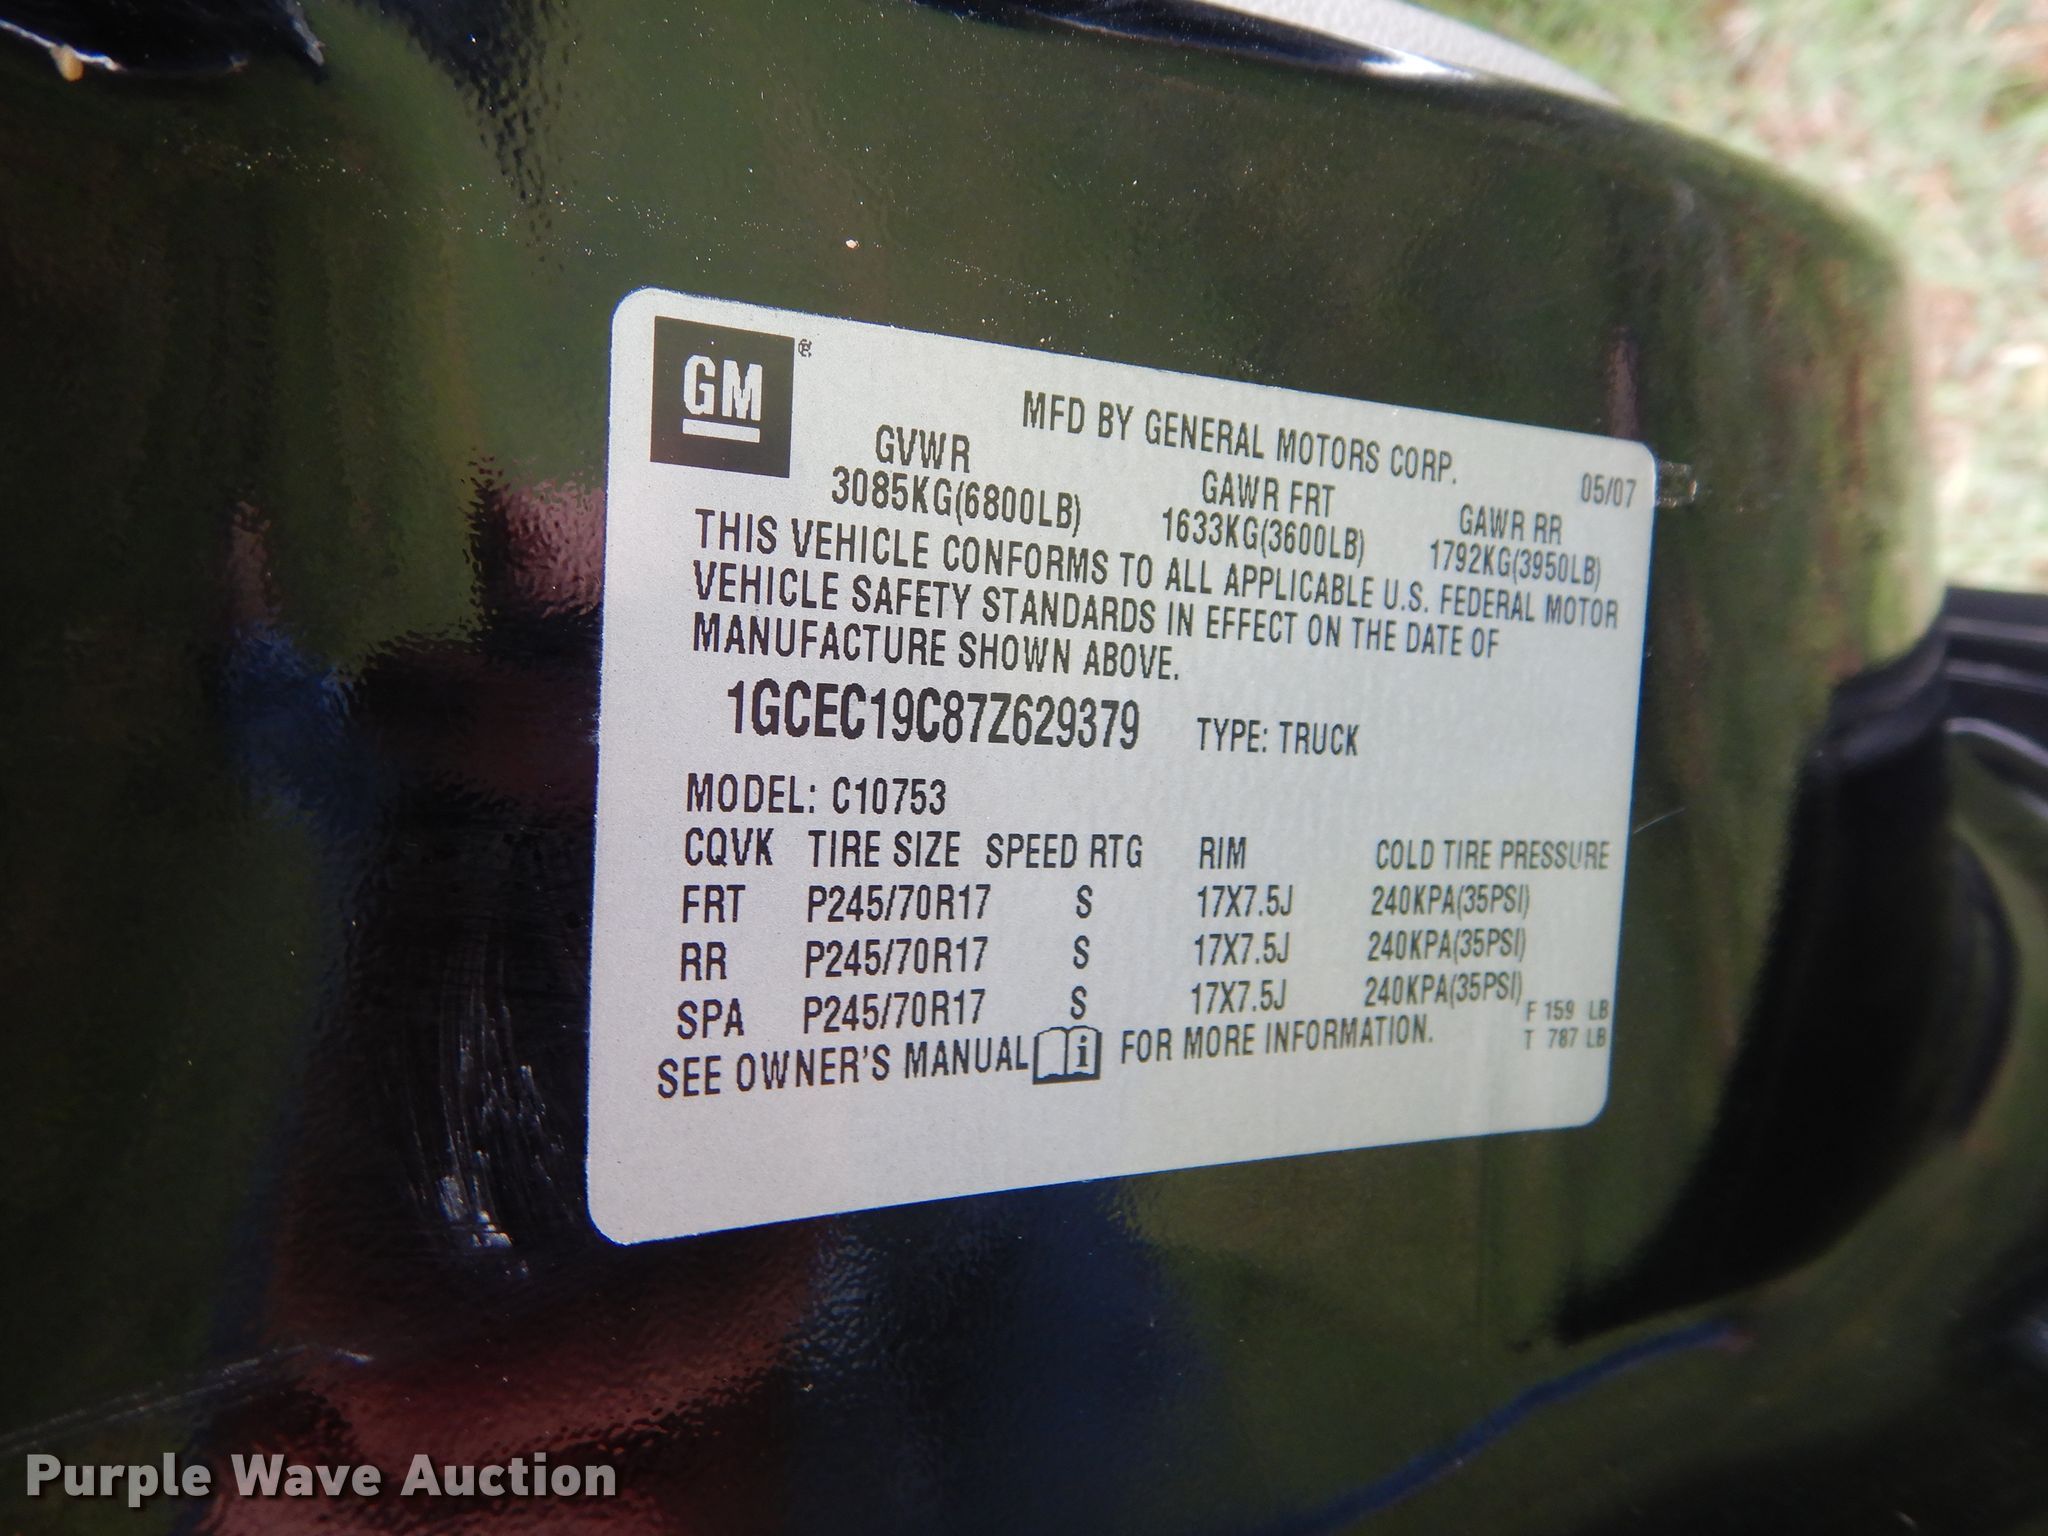 GM®
MFD BY GENERAL MOTORS CORP. 05/07
GVWR GAWR FRT GAWR RR
3085KG(6800LB) 1633KG(3600LB) 1792KG(3950LB)
THIS VEHICLE CONFORMS TO ALL APPLICABLE U.S. FEDERAL MOTOR
VEHICLE SAFETY STANDARDS IN EFFECT ON THE DATE OF
MANUFACTURE SHOWN ABOVE.
1GCEC19C87Z629379 TYPE: TRUCK
MODEL: C10753
CQVK TIRE SIZE SPEED RTG RIM COLD TIRE PRESSURE
FRT P245/70R17 S 17X7.5J 240KPA(35PSI)
RR P245/70R17 S 17X7.5J 240KPA(35PSI)
SPA P245/70R17 S 17X7.5J 240KPA(35PSI)
F 159 LB
T 787 LB
SEE OWNER'S MANUAL i FOR MORE INFORMATION.
Purple Wave Auction